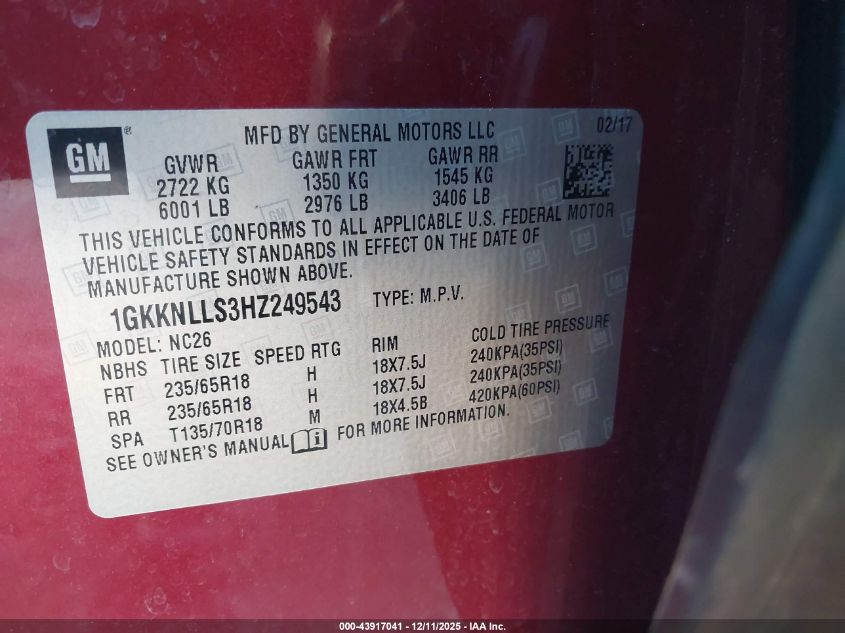 GM ®
MFD BY GENERAL MOTORS LLC 02/17
GVWR GAWR FRT GAWR RR
2722 KG 1350 KG 1545 KG
6001 LB 2976 LB 3406 LB
THIS VEHICLE CONFORMS TO ALL APPLICABLE U.S. FEDERAL MOTOR
VEHICLE SAFETY STANDARDS IN EFFECT ON THE DATE OF
MANUFACTURE SHOWN ABOVE.
1GKKNLLS3HZ249543 TYPE: M.P.V.
MODEL: NC26
NBHS TIRE SIZE SPEED RTG RIM COLD TIRE PRESSURE
FRT 235/65R18 H 18X7.5J 240KPA(35PSI)
RR 235/65R18 H 18X7.5J 240KPA(35PSI)
SPA T135/70R18 M 18X4.5B 420KPA(60PSI)
SEE OWNER'S MANUAL i FOR MORE INFORMATION.
000-43917041 - 12/11/2025 - IAA Inc.